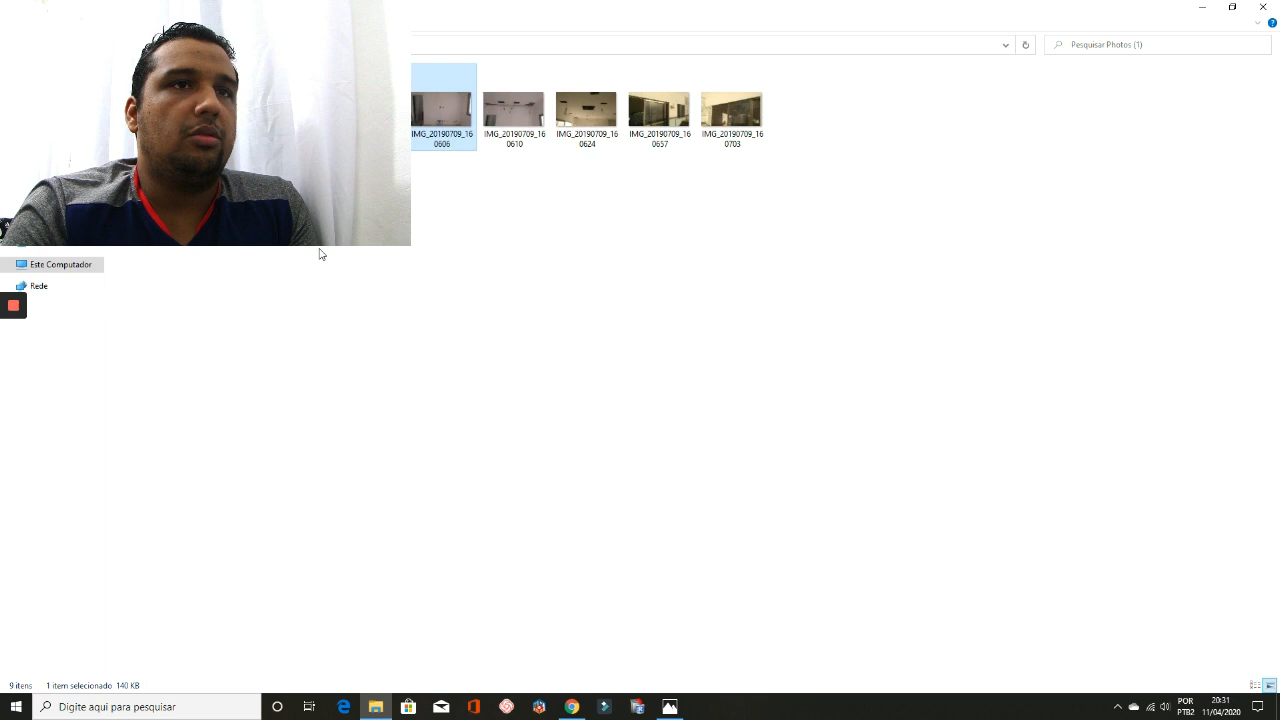 Pesquisar Photos (1)
IMG_20190709_16
0606
IMG_20190709_16
0610
IMG_20190709_16
0624
IMG_20190709_16
0657
IMG_20190709_16
0703
Este Computador
Rede
9 itens
1 item selecionado 140 KB
Digite aqui para pesquisar
POR
PTB2
20:31
11/04/2020